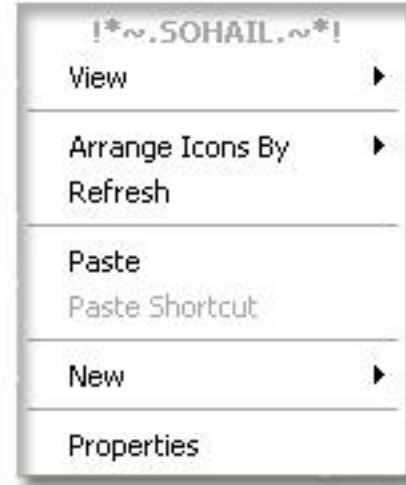 !*~.SOHAIL.~*!
View
Arrange Icons By
Refresh
Paste
Paste Shortcut
New
Properties